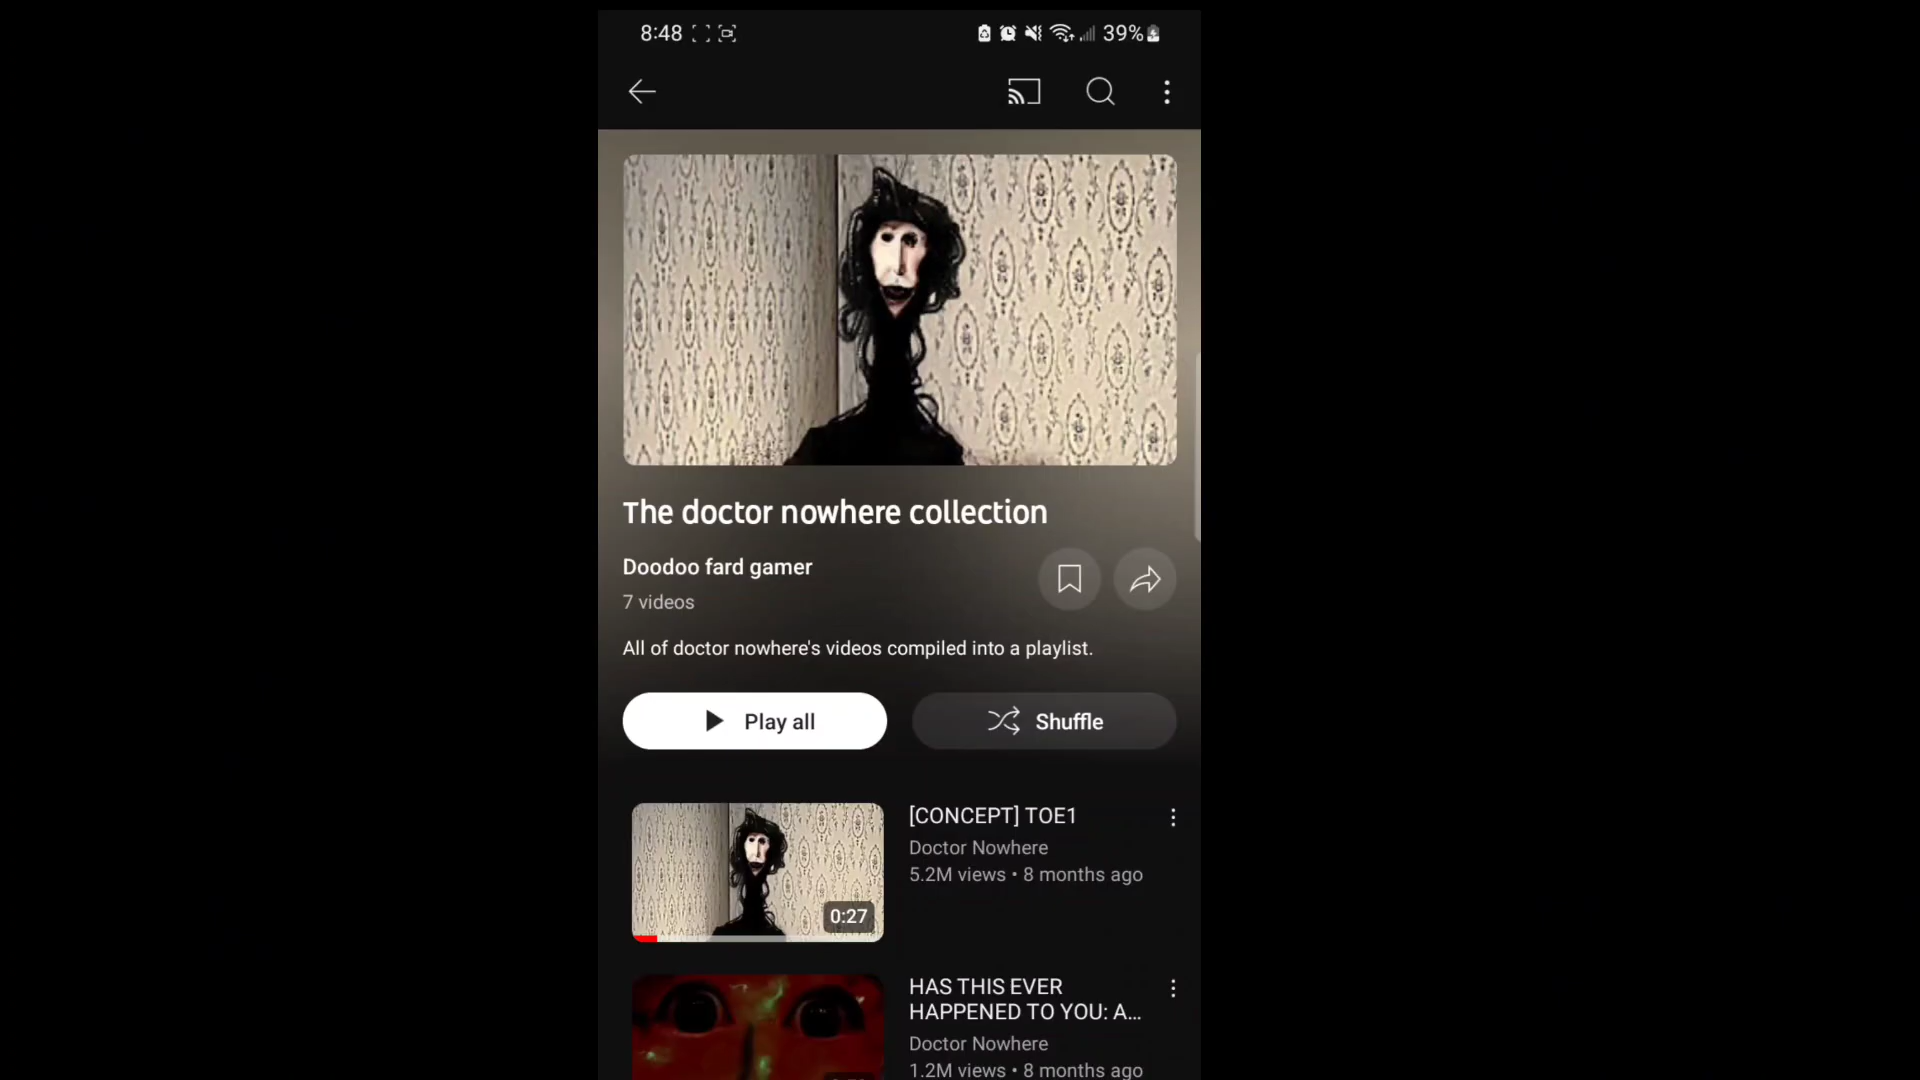 8:48
39%
The doctor nowhere collection
Doodoo fard gamer
7 videos
All of doctor nowhere's videos compiled into a playlist.
Play all
Shuffle
[CONCEPT] TOE1
Doctor Nowhere
5.2M views • 8 months ago
0:27
HAS THIS EVER
HAPPENED TO YOU: A...
Doctor Nowhere
1.2M views • 8 months ago